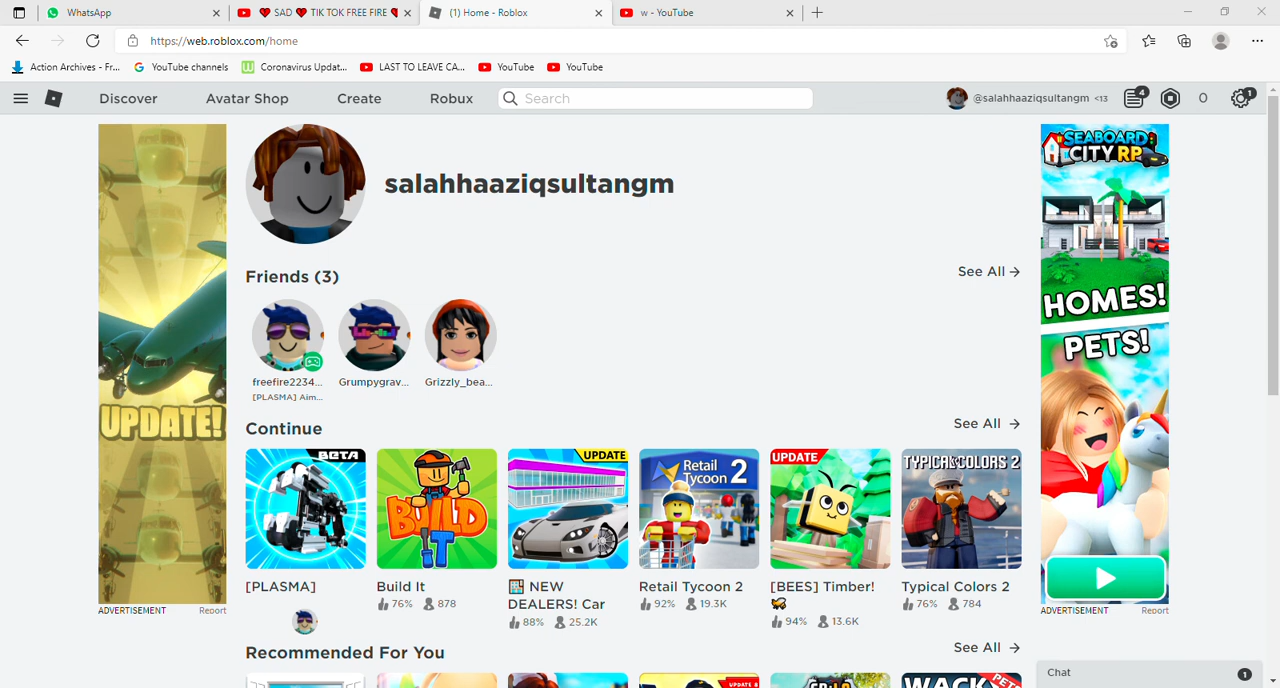 WhatsApp
SAD TIK TOK FREE FIRE
(1) Home - Roblox
w - YouTube
https://web.roblox.com/home
Action Archives - Fr...
YouTube channels
Coronavirus Updat...
LAST TO LEAVE CA...
YouTube
YouTube
Discover
Avatar Shop
Create
Robux
Search
@salahhaaziqsultangm <13
4
0
1
salahhaaziqsultangm
Friends (3)
See All →
freefire2234...
Grumpygrav...
Grizzly_bea...
[PLASMA] Aim...
Continue
See All →
BETA
BUILD IT
UPDATE
Retail Tycoon 2
UPDATE
TYPICAL COLORS 2
[PLASMA]
Build It
NEW DEALERS! Car
Retail Tycoon 2
[BEES] Timber!
Typical Colors 2
76% 878
88% 25.2K
92% 19.3K
94% 13.6K
76% 784
Recommended For You
See All →
UPDATE 8
WACKY
PETS
UPDATE!
ADVERTISEMENT
Report
SEABOARD
CITY RP
HOMES!
PETS!
ADVERTISEMENT
Report
Chat
1